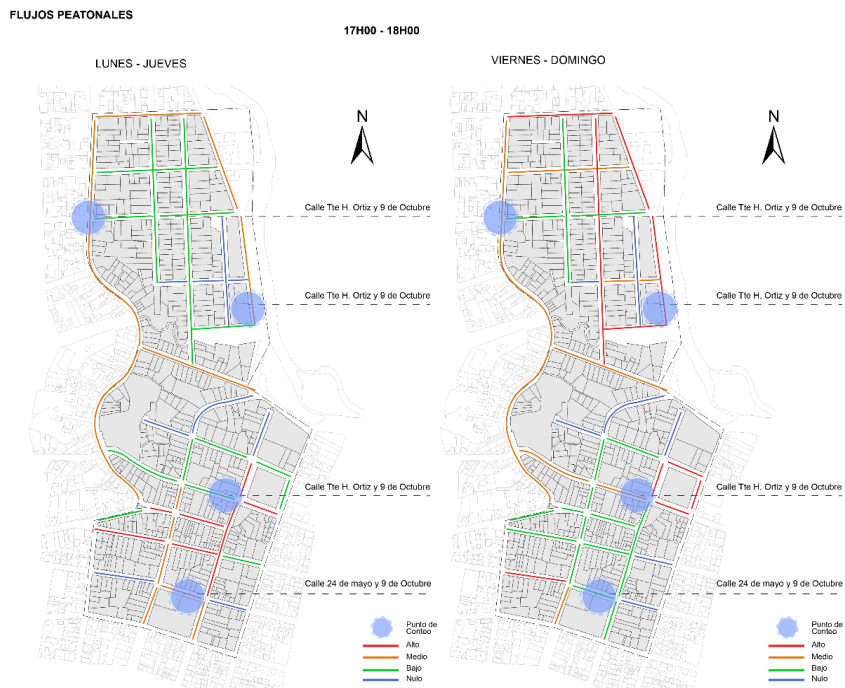 FLUJOS PEATONALES
17H00 - 18H00
LUNES - JUEVES
N
Calle Tte H. Ortiz y 9 de Octubre
Calle Tte H. Ortiz y 9 de Octubre
Calle Tte H. Ortiz y 9 de Octubre
Calle 24 de mayo y 9 de Octubre
Punto de
Conteo
Alto
Medio
Bajo
Nulo
VIERNES - DOMINGO
N
Calle Tte H. Ortiz y 9 de Octubre
Calle Tte H. Ortiz y 9 de Octubre
Calle Tte H. Ortiz y 9 de Octubre
Calle 24 de mayo y 9 de Octubre
Punto de
Conteo
Alto
Medio
Bajo
Nulo